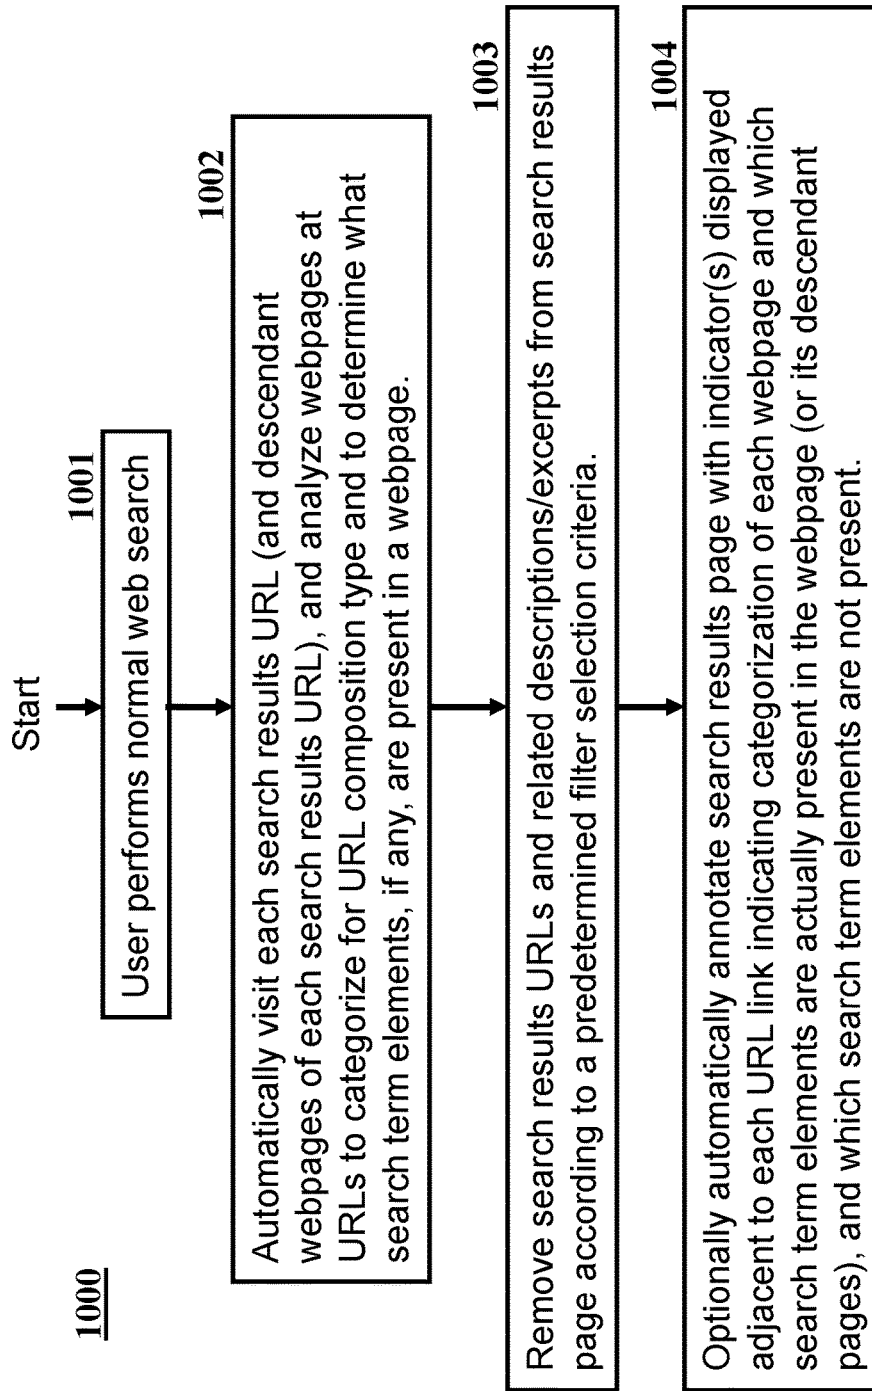 1000
Start
1001
User performs normal web search
1002
Automatically visit each search results URL (and descendant
webpages of each search results URL), and analyze webpages at
URLs to categorize for URL composition type and to determine what
search term elements, if any, are present in a webpage.
1003
Remove search results URLs and related descriptions/excerpts from search results
page according to a predetermined filter selection criteria.
1004
Optionally automatically annotate search results page with indicator(s) displayed
adjacent to each URL link indicating categorization of each webpage and which
search term elements are actually present in the webpage (or its descendant
pages), and which search term elements are not present.